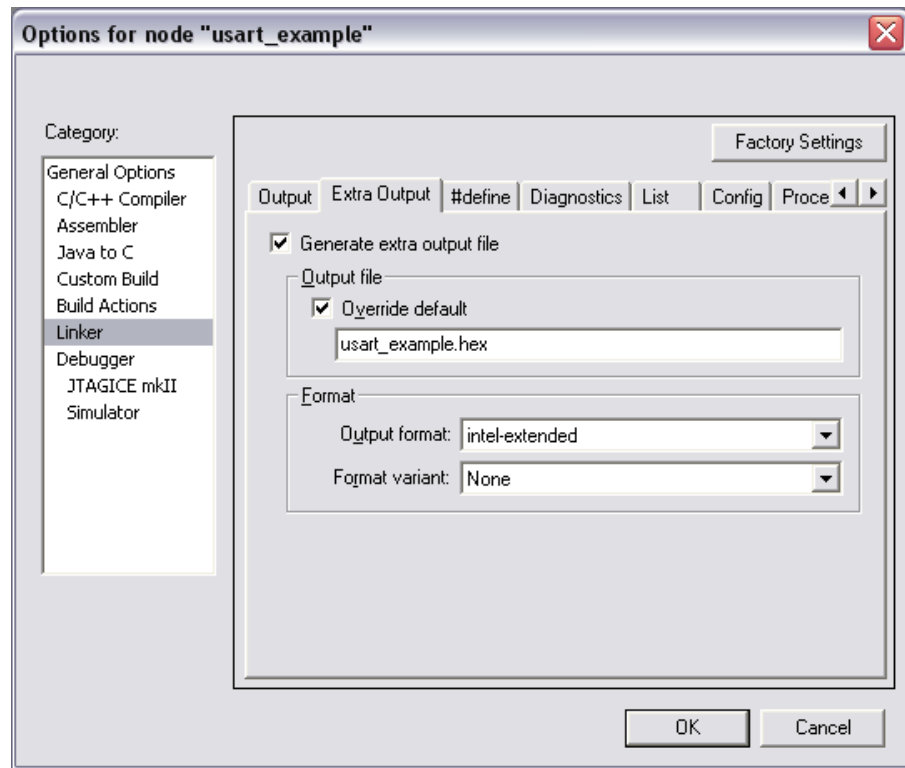 Options for node "usart_example"
Category:
General Options
C/C++ Compiler
Assembler
Java to C
Custom Build
Build Actions
Linker
Debugger
JTAGICE mkII
Simulator
Factory Settings
Output Extra Output #define Diagnostics List Config Proce
Generate extra output file
Output file
Override default
usart_example.hex
Format
Output format: intel-extended
Format variant: None
OK Cancel